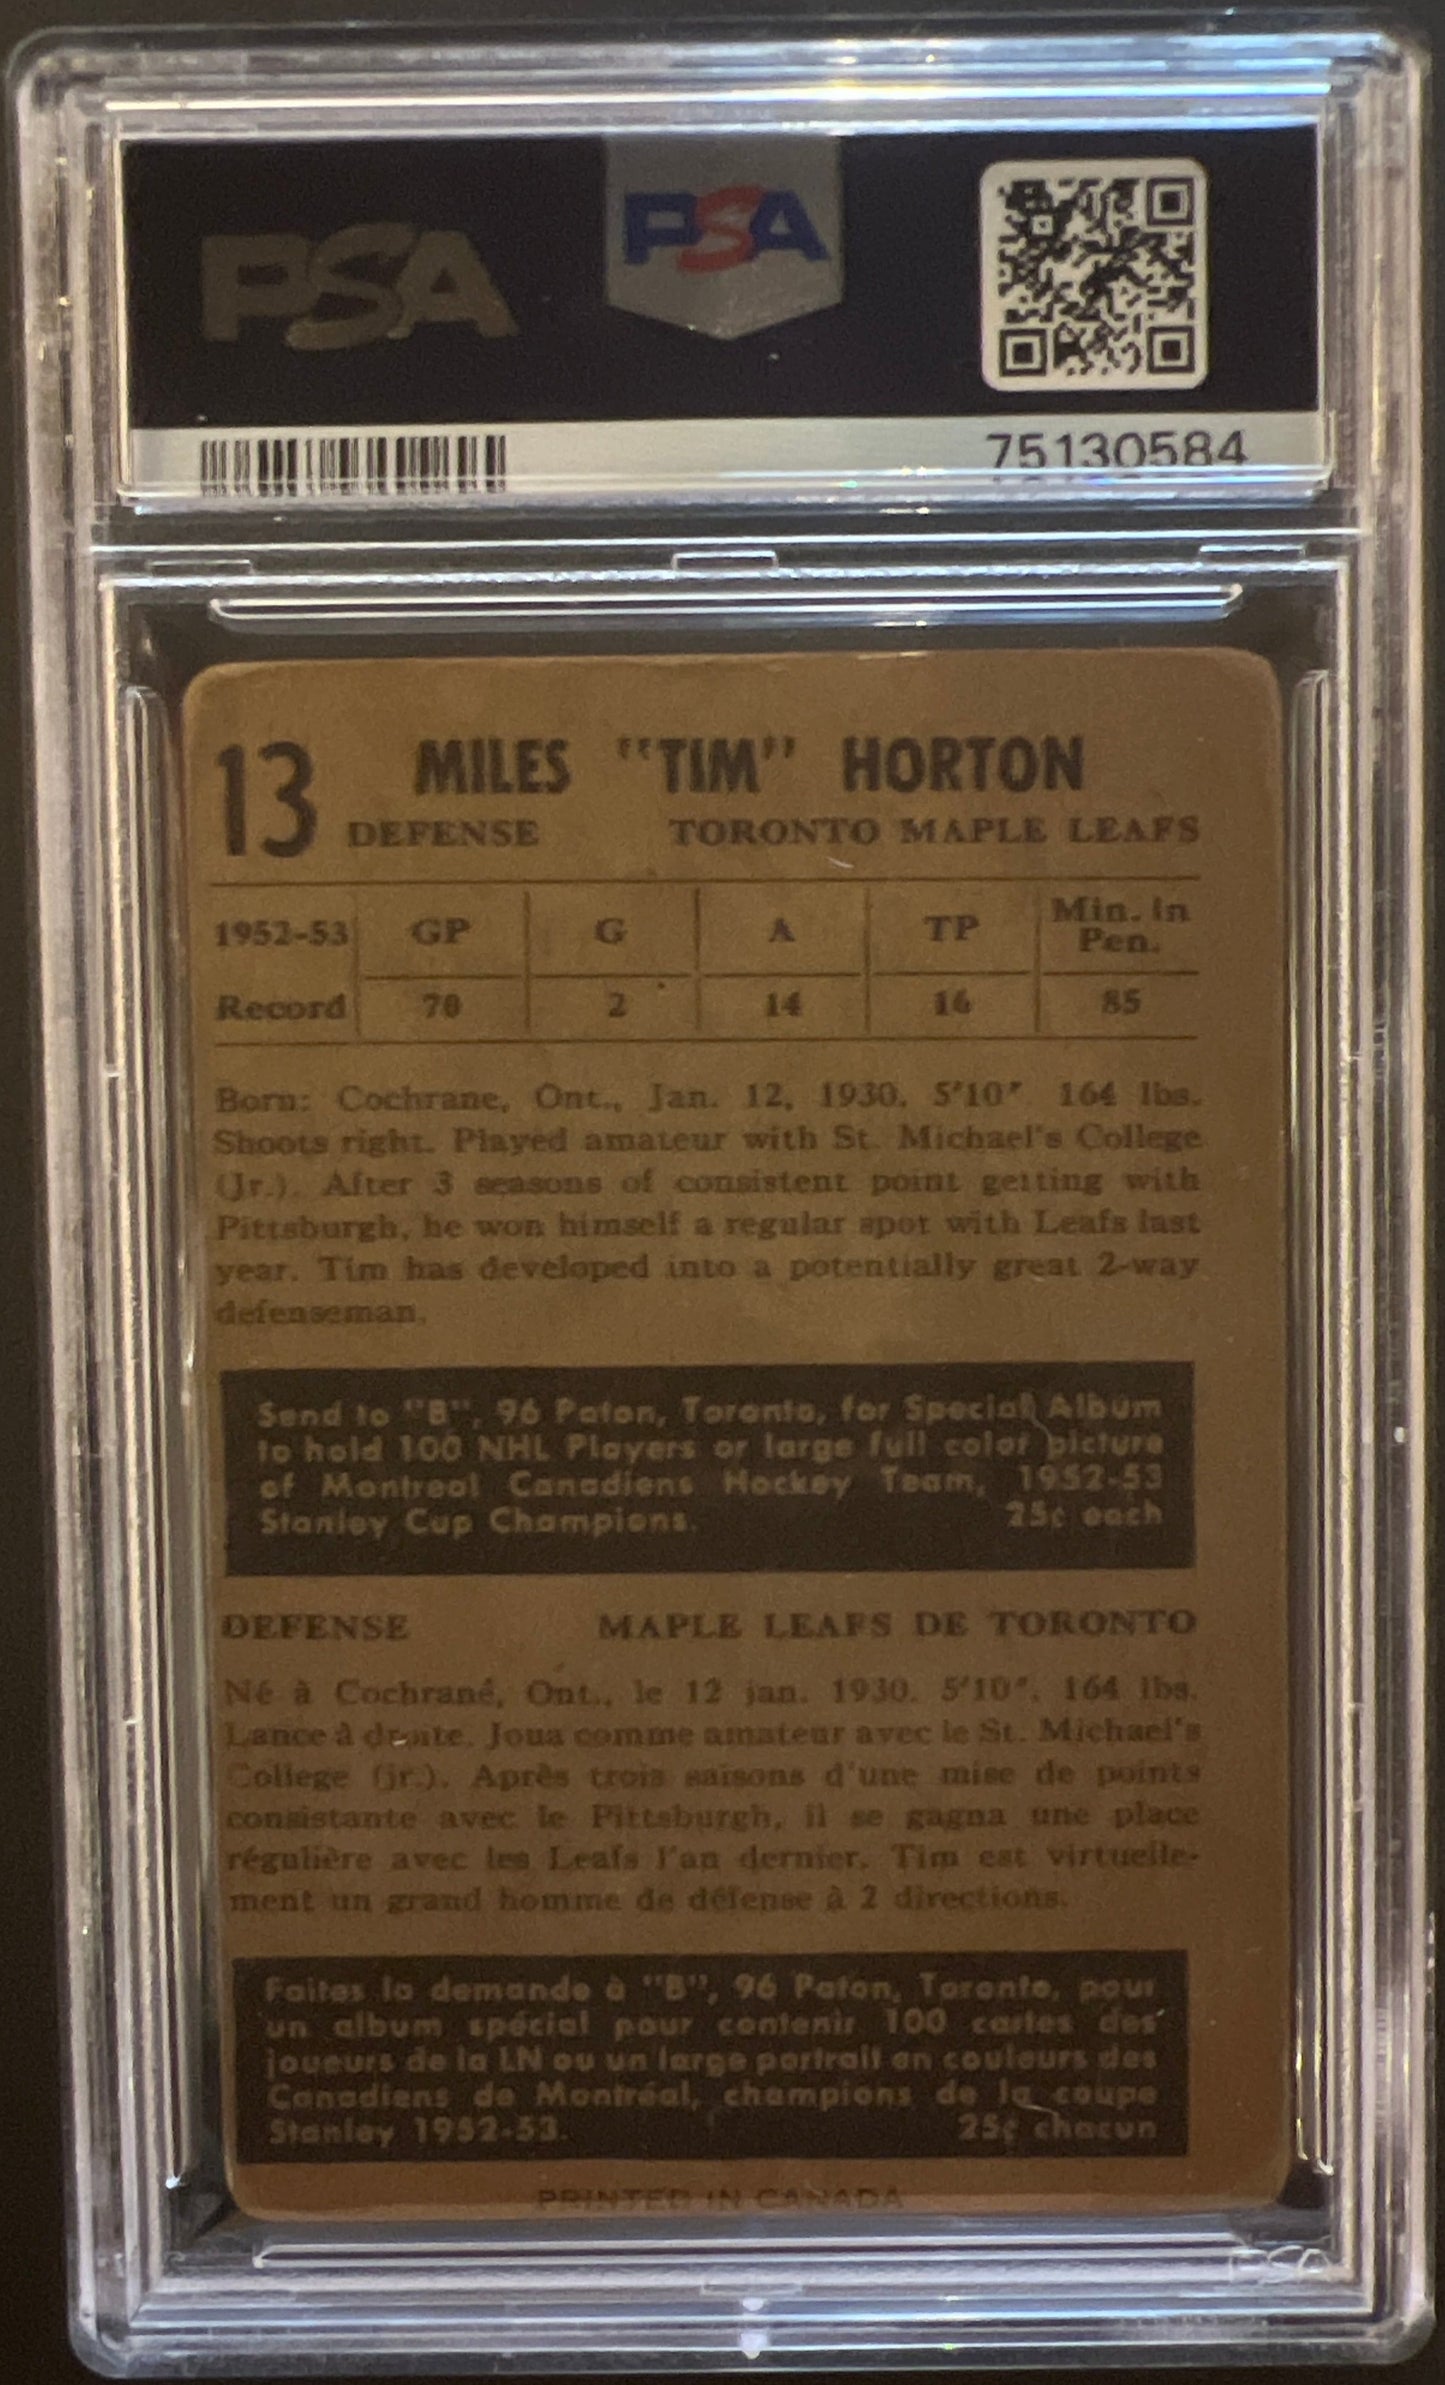 PSA
PSA
75130584
13 MILES "TIM" HORTON
DEFENSE TORONTO MAPLE LEAFS
1952-53 GP G A TP Min. in Pen.
Record 70 2 14 16 85
Born: Cochrane, Ont., Jan. 12, 1930. 5'10" 164 lbs.
Shoots right. Played amateur with St. Michael's College
(Jr.). After 3 seasons of consistent point getting with
Pittsburgh, he won himself a regular spot with Leafs last
year. Tim has developed into a potentially great 2-way
defenseman.
Send to "B", 96 Paton, Toronto, for Special Album
to hold 100 NHL Players or large full color picture
of Montreal Canadiens Hockey Team, 1952-53
Stanley Cup Champions. 25¢ each
DEFENSE MAPLE LEAFS DE TORONTO
Né à Cochrané, Ont., le 12 jan. 1930. 5'10". 164 lbs.
Lance à droite. Joua comme amateur avec le St. Michael's
College (jr.). Après trois saisons d'une mise de points
consistante avec le Pittsburgh, il se gagna une place
régulière avec les Leafs l'an dernier. Tim est virtuelle-
ment un grand homme de défense à 2 directions.
Faites la demande à "B", 96 Paton, Toronto, pour
un album spécial pour contenir 100 cartes des
joueurs de la LN ou un large portrait en couleurs des
Canadiens de Montréal, champions de la coupe
Stanley 1952-53. 25¢ chacun
PRINTED IN CANADA
PSA